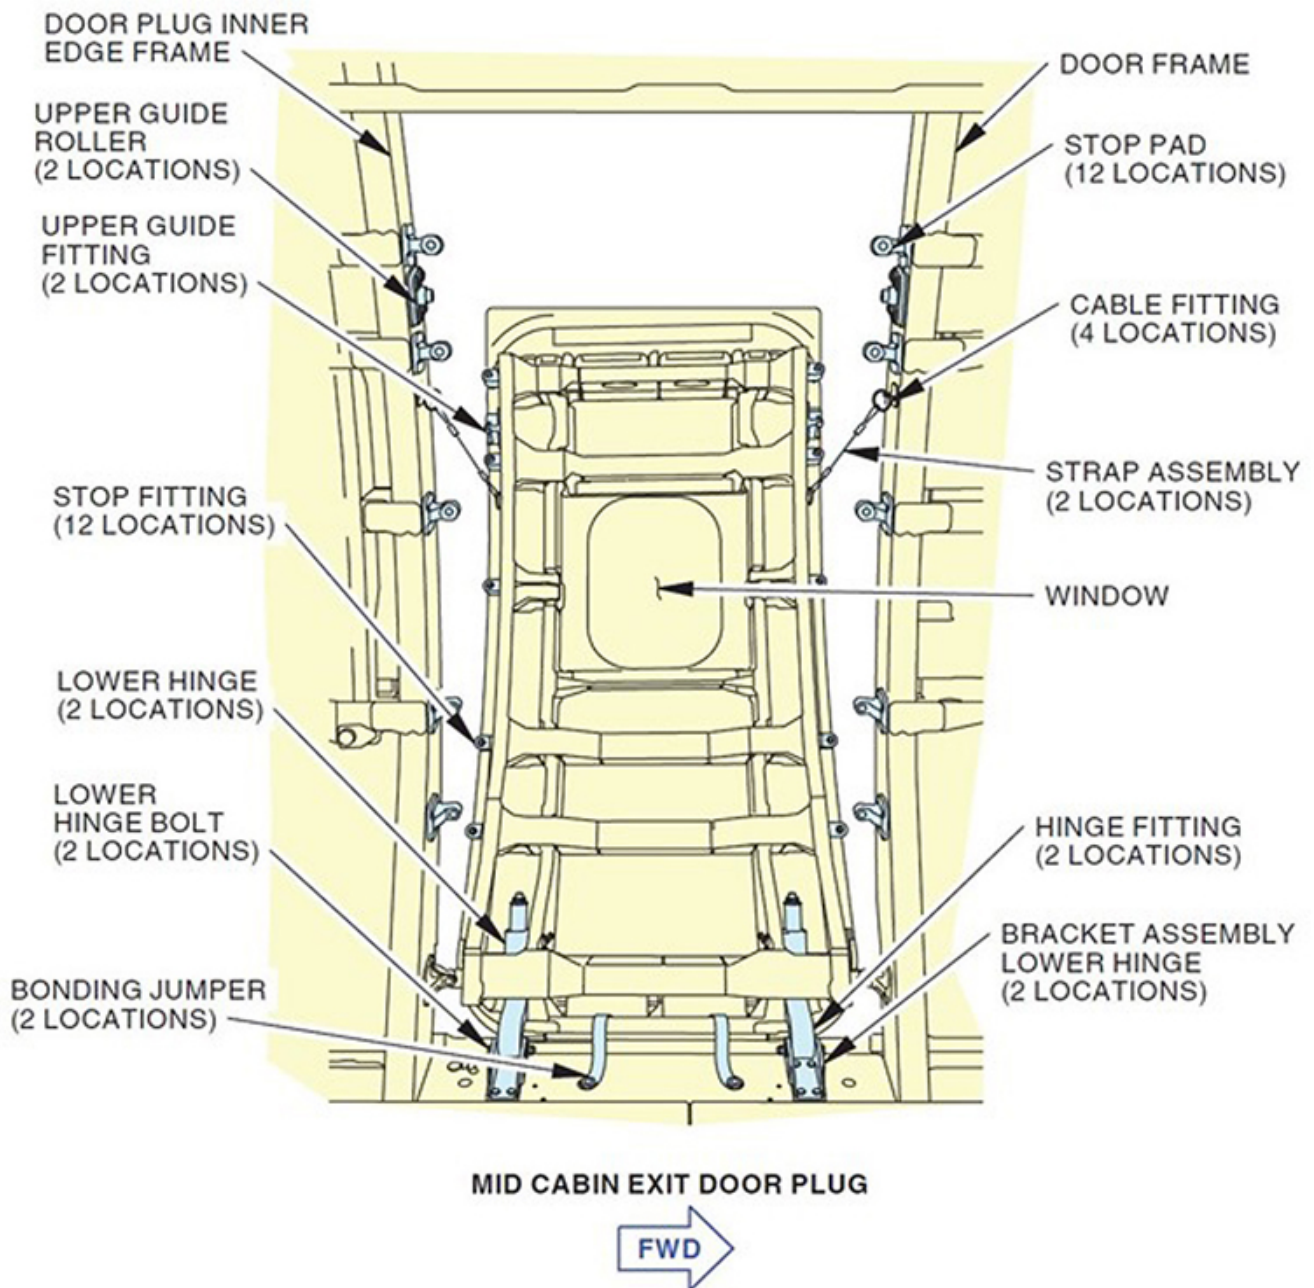 DOOR PLUG INNER
EDGE FRAME
UPPER GUIDE
ROLLER
(2 LOCATIONS)
UPPER GUIDE
FITTING
(2 LOCATIONS)
STOP FITTING
(12 LOCATIONS)
LOWER HINGE
(2 LOCATIONS)
LOWER
HINGE BOLT
(2 LOCATIONS)
BONDING JUMPER
(2 LOCATIONS)
DOOR FRAME
STOP PAD
(12 LOCATIONS)
CABLE FITTING
(4 LOCATIONS)
STRAP ASSEMBLY
(2 LOCATIONS)
WINDOW
HINGE FITTING
(2 LOCATIONS)
BRACKET ASSEMBLY
LOWER HINGE
(2 LOCATIONS)
MID CABIN EXIT DOOR PLUG
FWD